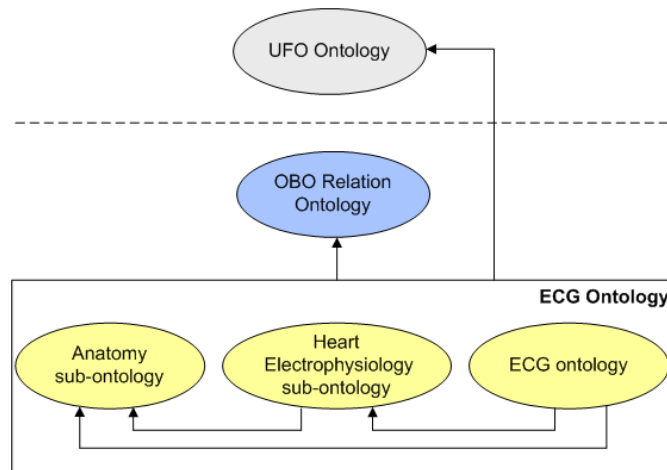 UFO Ontology
OBO Relation
Ontology
ECG Ontology
Anatomy
sub-ontology
Heart
Electrophysiology
sub-ontology
ECG ontology